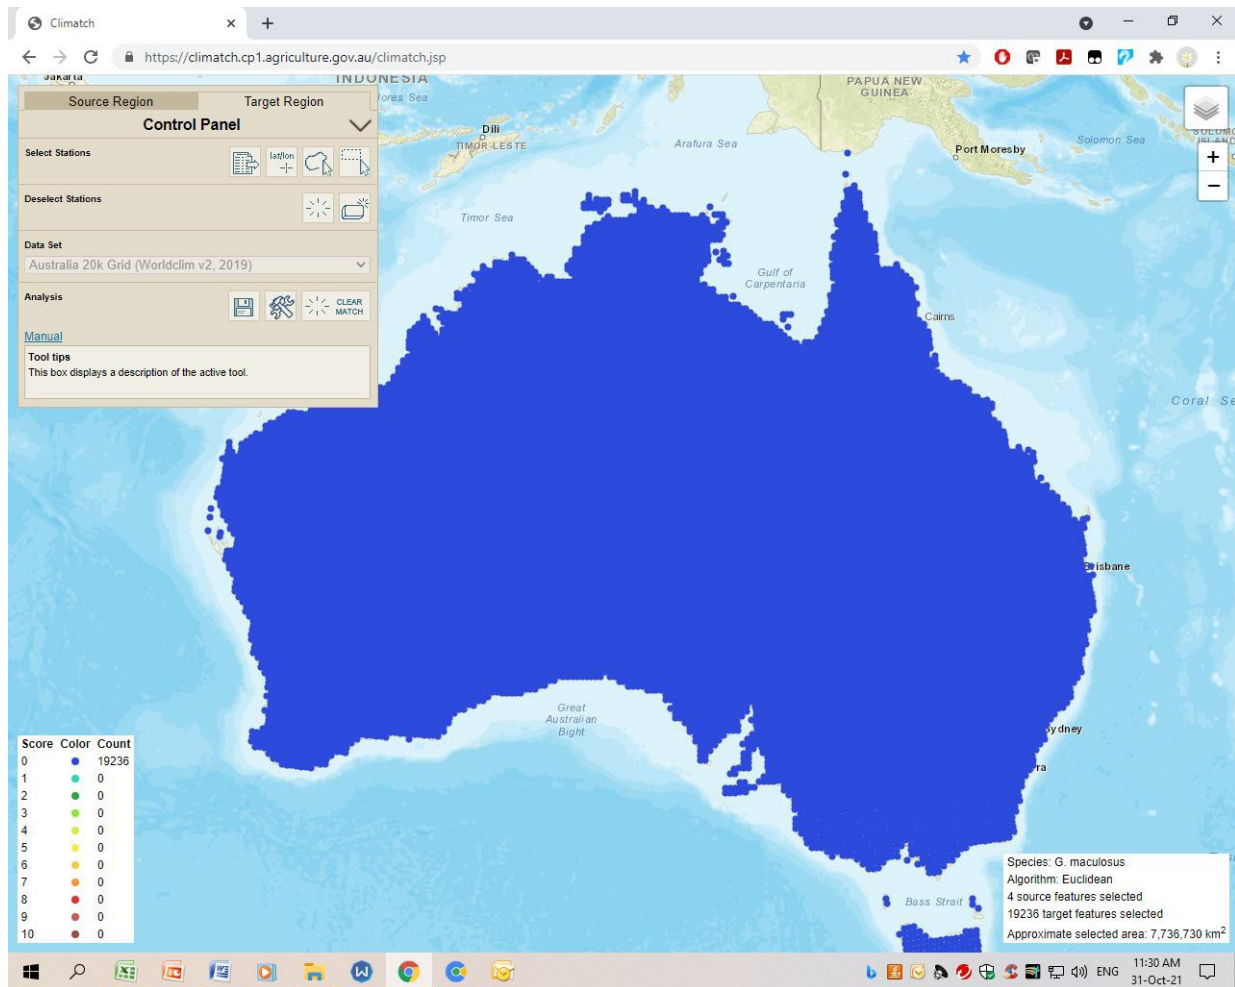 Climatch
https://climatch.cp1.agriculture.gov.au/climatch.jsp
Jakarta
INDONESIA
PAPUA NEW
GUINEA
Source Region
Target Region
Control Panel
Select Stations
lat/lon
Deselect Stations
Data Set
Australia 20k Grid (Worldclim v2, 2019)
Analysis
CLEAR
MATCH
Manual
Tool tips
This box displays a description of the active tool.
lores Sea
Dili
TIMOR-LESTE
Arafura Sea
Port Moresby
Solomon Sea
+
−
Timor Sea
Gulf of
Carpentaria
Cairns
Coral Se
Brisbane
Great
Australian
Bight
ydney
ra
Bass Strait
Score Color Count
0 19236
1 0
2 0
3 0
4 0
5 0
6 0
7 0
8 0
9 0
10 0
Species: G. maculosus
Algorithm: Euclidean
4 source features selected
19236 target features selected
Approximate selected area: 7,736,730 km²
ENG
11:30 AM
31-Oct-21